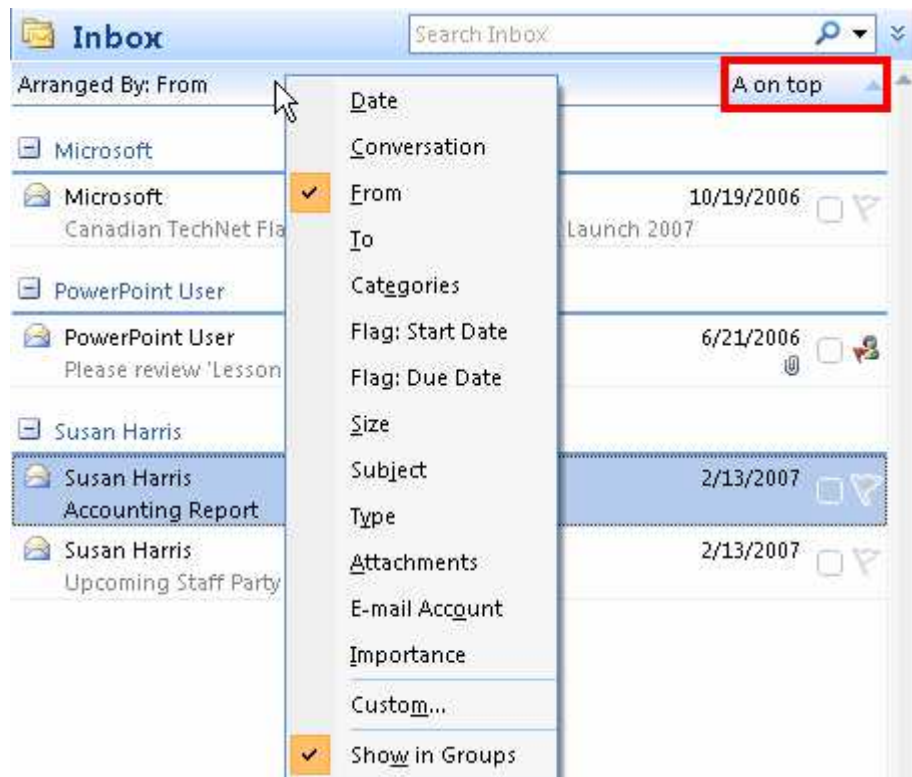 Inbox
Search Inbox
Arranged By: From
A on top
Date
Conversation
From
To
Categories
Flag: Start Date
Flag: Due Date
Size
Subject
Type
Attachments
E-mail Account
Importance
Custom...
Show in Groups
Microsoft
Microsoft 10/19/2006
Canadian TechNet Fla Launch 2007
PowerPoint User
PowerPoint User 6/21/2006
Please review 'Lesson
Susan Harris
Susan Harris 2/13/2007
Accounting Report
Susan Harris 2/13/2007
Upcoming Staff Party